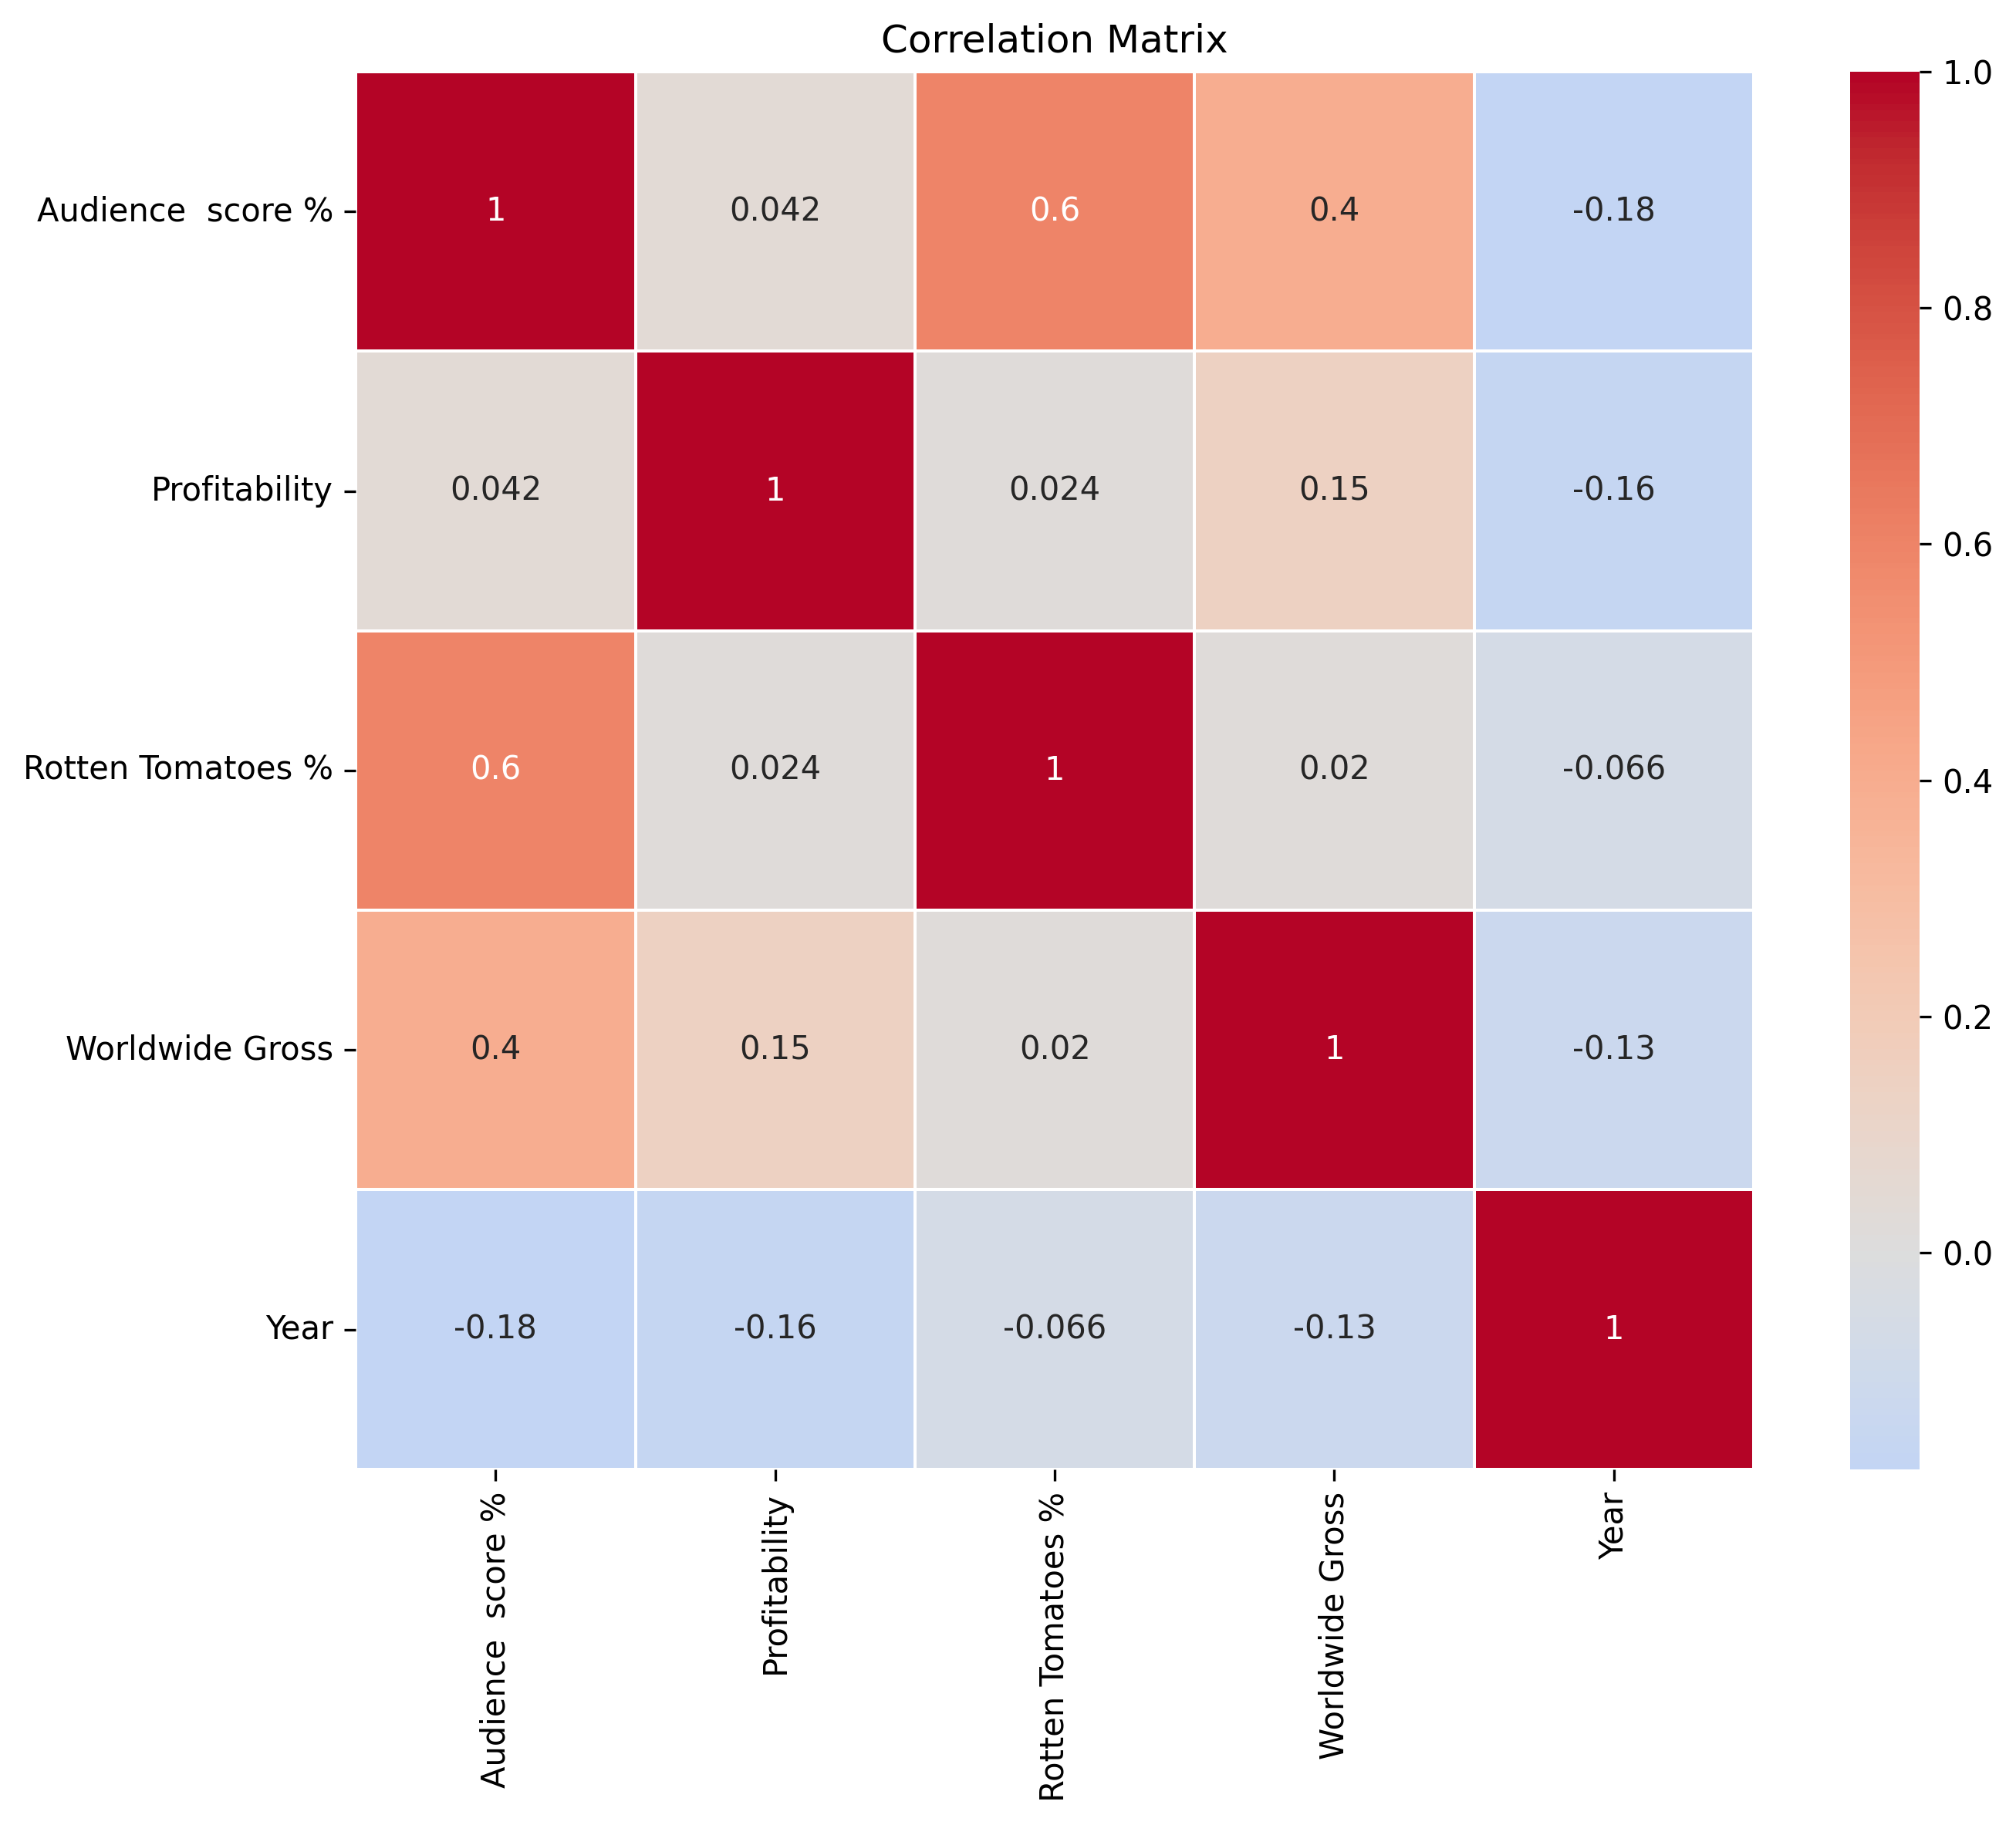 Correlation Matrix
Audience  score % 1 0.042 0.6 0.4 -0.18
Profitability 0.042 1 0.024 0.15 -0.16
Rotten Tomatoes % 0.6 0.024 1 0.02 -0.066
Worldwide Gross 0.4 0.15 0.02 1 -0.13
Year -0.18 -0.16 -0.066 -0.13 1
Audience  score %
Profitability
Rotten Tomatoes %
Worldwide Gross
Year
1.0
0.8
0.6
0.4
0.2
0.0